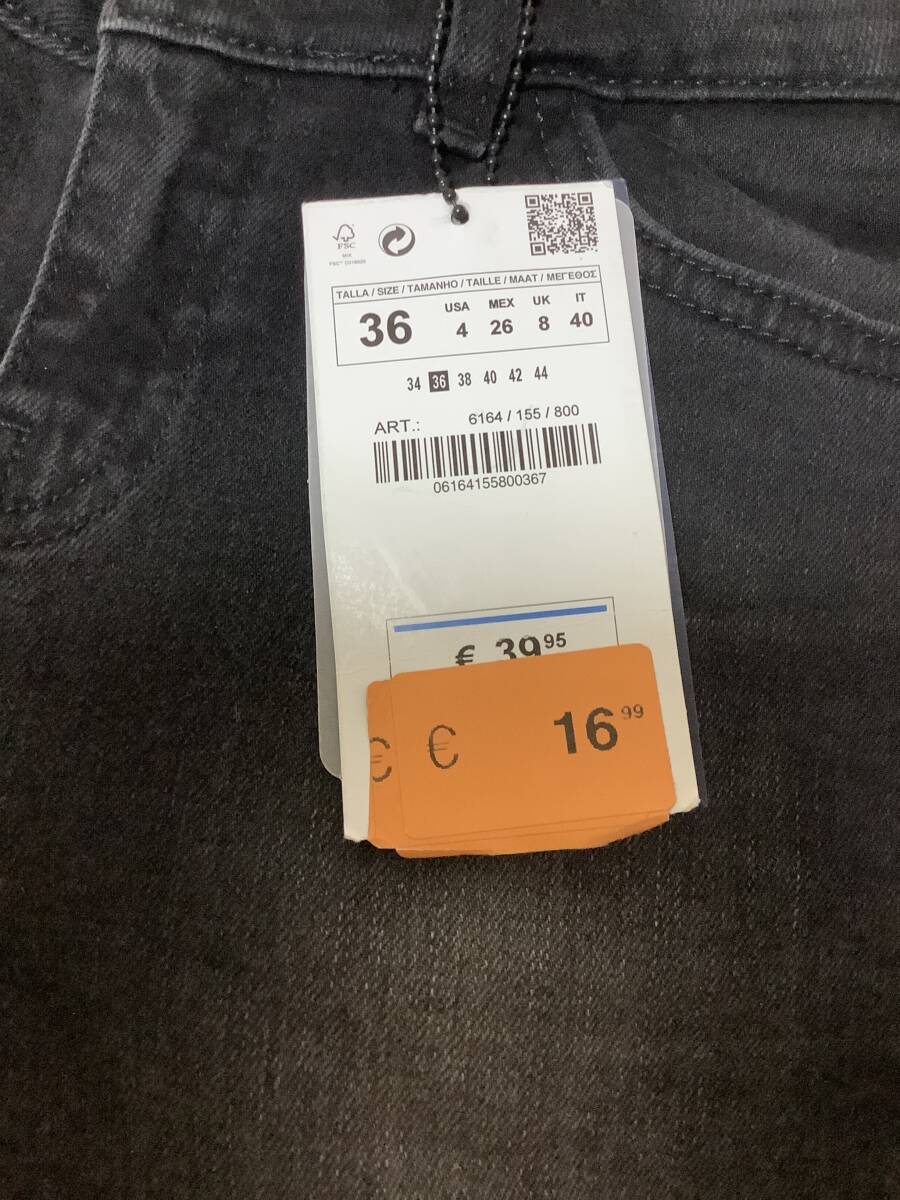 FSC
MIX
TALLA / SIZE / TAMANHO / TAILLE / MAAT / ΜΕΓΕΘΟΣ
36
USA MEX UK IT
4 26 8 40
34 36 38 40 42 44
ART.: 6164 / 155 / 800
06164155800367
€ 39 95
€ € 16 99